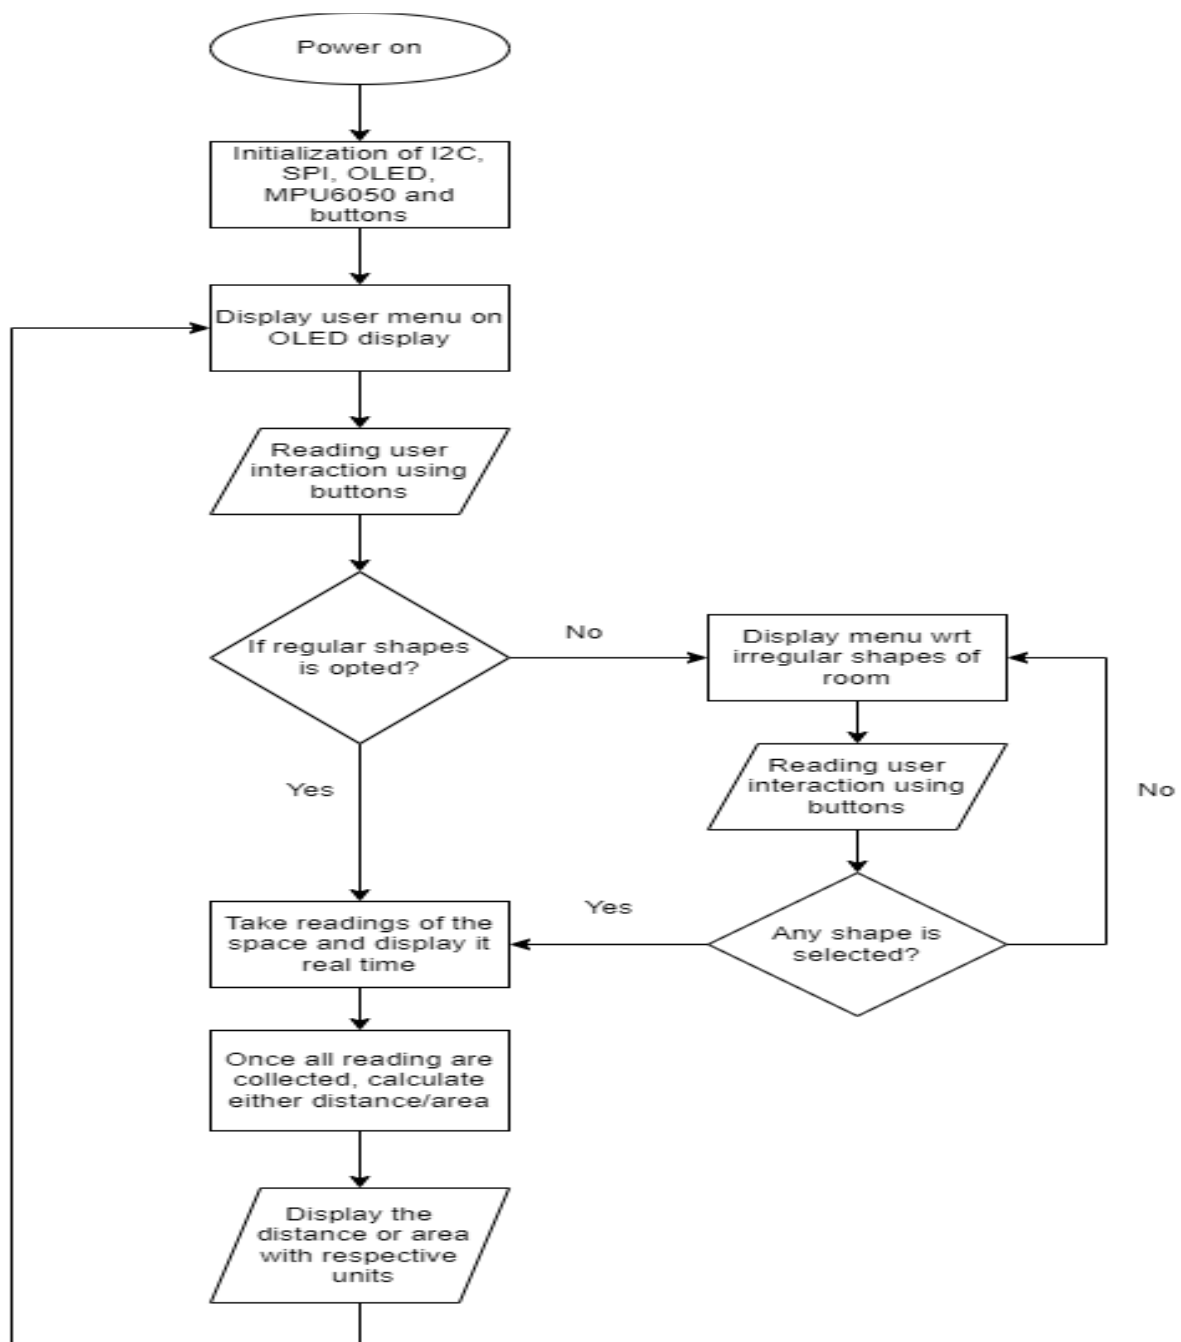 Power on
Initialization of I2C,
SPI, OLED,
MPU6050 and
buttons
Display user menu on
OLED display
Reading user
interaction using
buttons
If regular shapes
is opted?
No
Display menu wrt
irregular shapes of
room
Reading user
interaction using
buttons
No
Yes
Any shape is
selected?
Yes
Take readings of the
space and display it
real time
Once all reading are
collected, calculate
either distance/area
Display the
distance or area
with respective
units